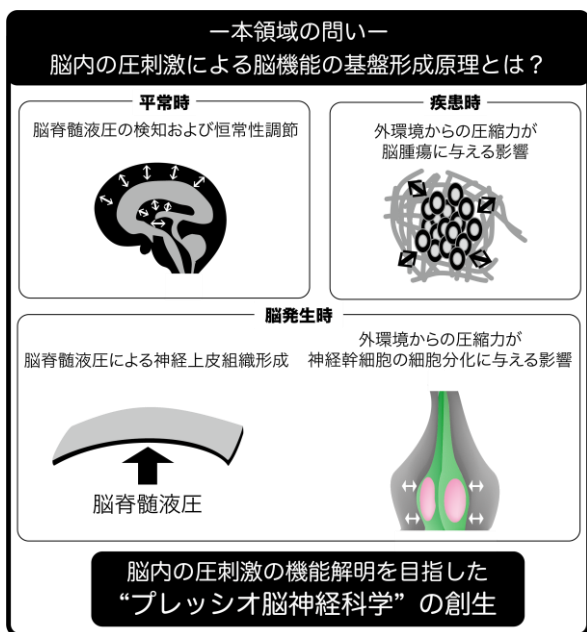 ー本領域の問いー
脳内の圧刺激による脳機能の基盤形成原理とは？
平常時
脳脊髄液圧の検知および恒常性調節
疾患時
外環境からの圧縮力が
脳腫瘍に与える影響
脳発生時
脳脊髄液圧による神経上皮組織形成
脳脊髄液圧
外環境からの圧縮力が
神経幹細胞の細胞分化に与える影響
脳内の圧刺激の機能解明を目指した
“プレッシオ脳神経科学” の創生